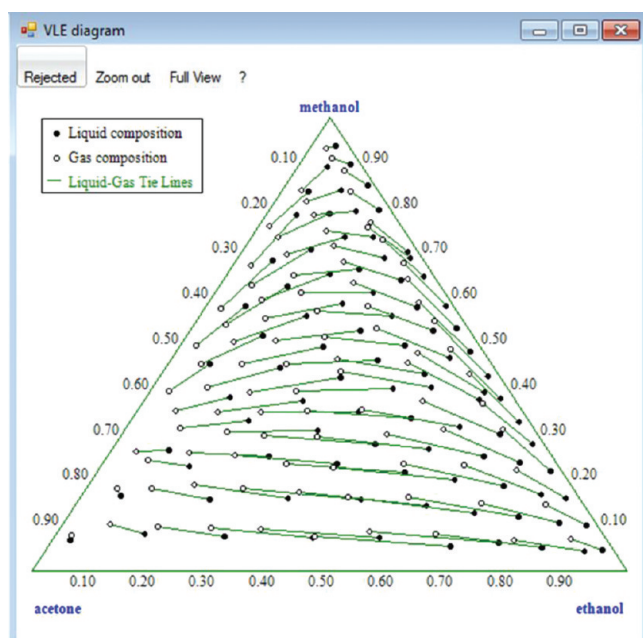 VLE diagram
Rejected Zoom out Full View ?
methanol
Liquid composition
Gas composition
Liquid-Gas Tie Lines
0.10 0.90
0.20 0.80
0.30 0.70
0.40 0.60
0.50 0.50
0.60 0.40
0.70 0.30
0.80 0.20
0.90 0.10
0.10 0.20 0.30 0.40 0.50 0.60 0.70 0.80 0.90
acetone ethanol